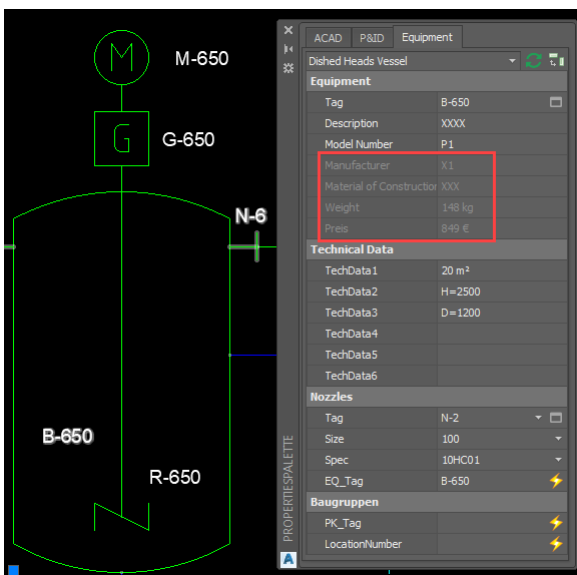 M
M-650
G
G-650
N-6
B-650
R-650
PROPERTIESPALETTE
A
ACAD P&ID Equipment
Dished Heads Vessel
Equipment
Tag B-650
Description XXXX
Model Number P1
Manufacturer X1
Material of Construction XXX
Weight 148 kg
Preis 849 €
Technical Data
TechData1 20 m²
TechData2 H=2500
TechData3 D=1200
TechData4
TechData5
TechData6
Nozzles
Tag N-2
Size 100
Spec 10HC01
EQ_Tag B-650
Baugruppen
PK_Tag
LocationNumber